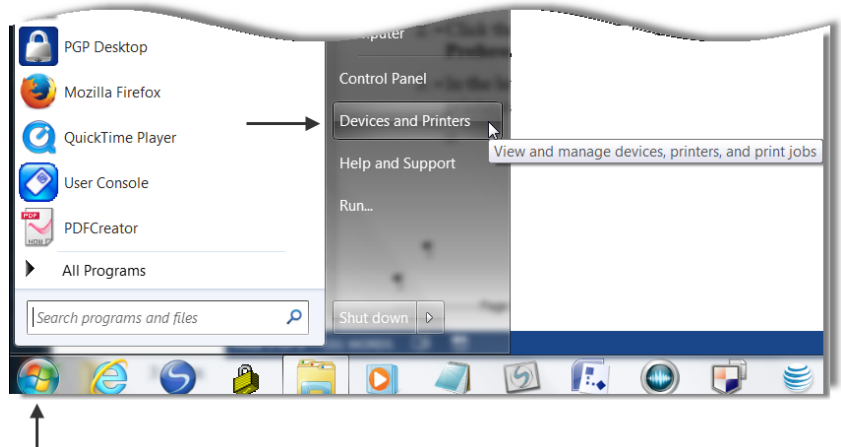 PGP Desktop
Mozilla Firefox
QuickTime Player
User Console
PDFCreator
All Programs
Search programs and files
Control Panel
Devices and Printers
View and manage devices, printers, and print jobs
Help and Support
Run...
Shut down
PDF